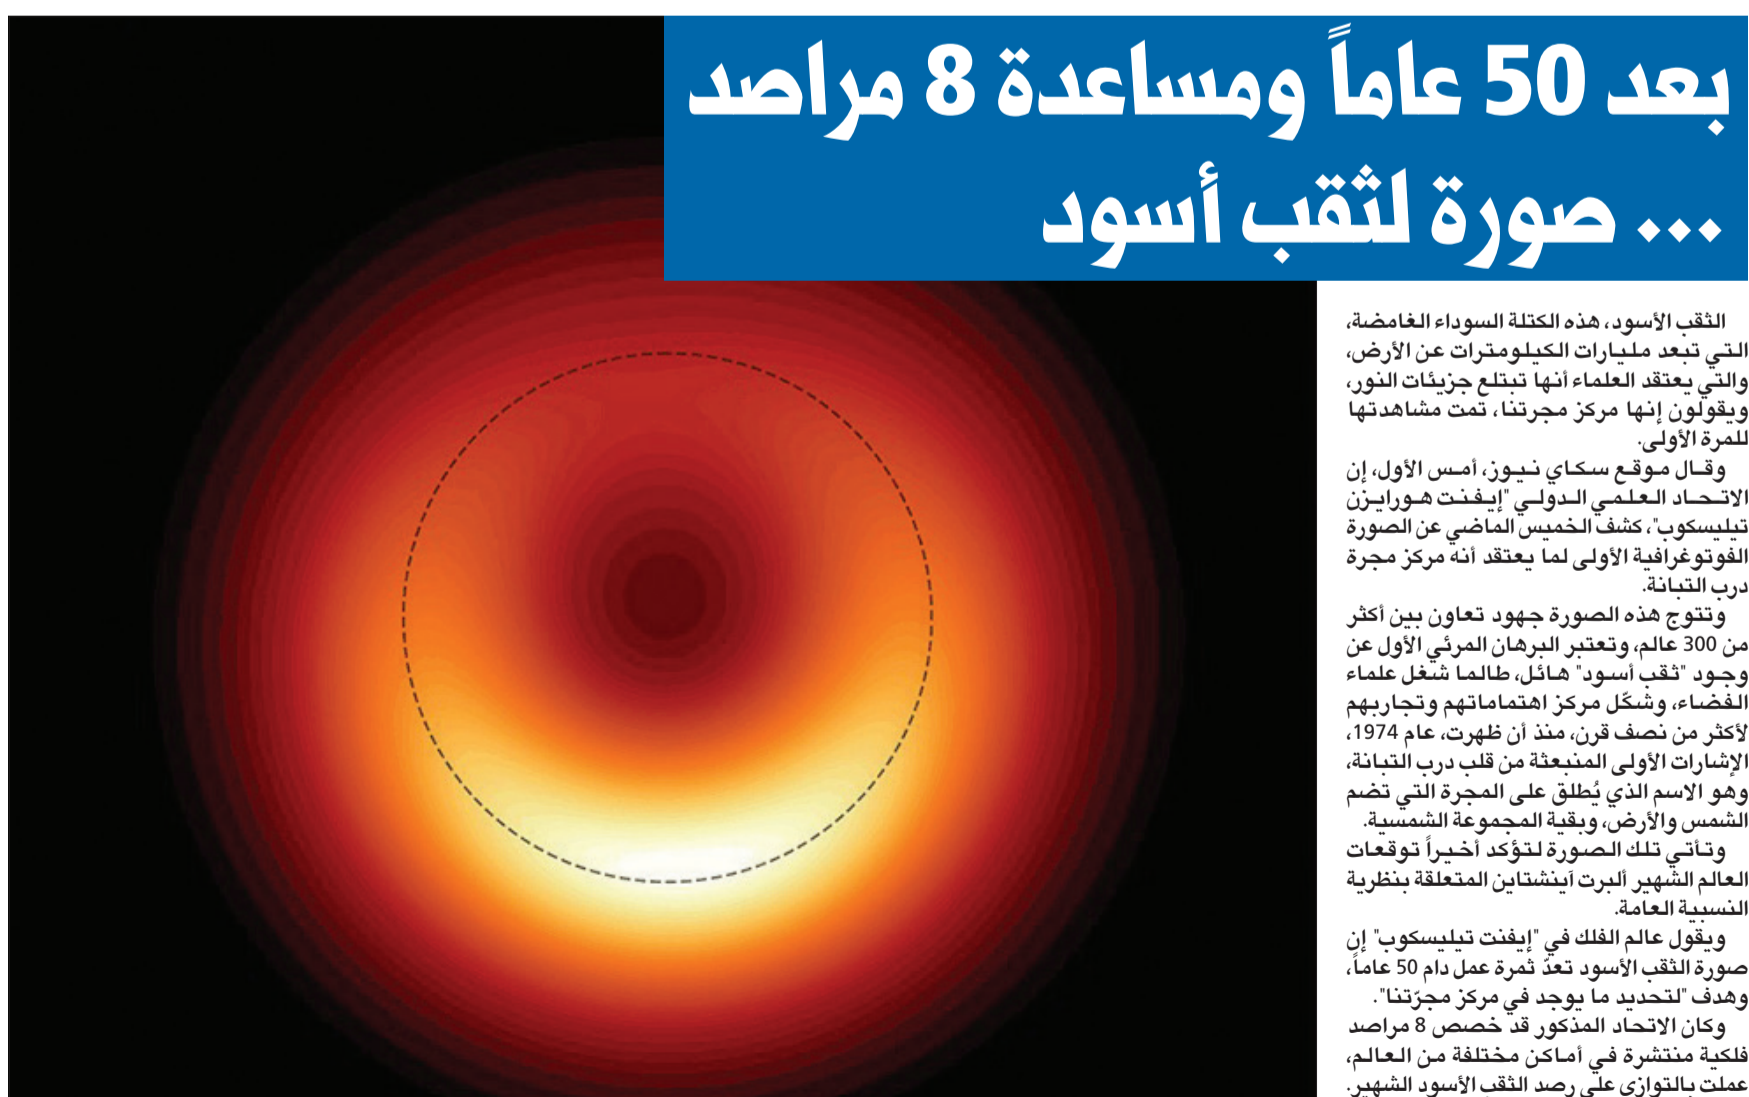 بعد 50 عاماً ومساعدة 8 مراصد
... صورة لثقب أسود
الثقب الأسود، هذه الكتلة السوداء الغامضة،
التي تبعد مليارات الكيلومترات عن الأرض،
والتي يعتقد العلماء أنها تبتلع جزيئات النور،
ويقولون إنها مركز مجرتنا، تمت مشاهدتها
للمرة الأولى.
وقال موقع سكاي نيوز، أمس الأول، إن
الاتحاد العلمي الدولي "إيفنت هورايزن
تيليسكوب"، كشف الخميس الماضي عن الصورة
الفوتوغرافية الأولى لما يعتقد أنه مركز مجرة
درب التبانة.
وتتوج هذه الصورة جهود تعاون بين أكثر
من 300 عالم، وتعتبر البرهان المرئي الأول عن
وجود "ثقب أسود" هائل، طالما شغل علماء
الفضاء، وشكّل مركز اهتماماتهم وتجاربهم
لأكثر من نصف قرن، منذ أن ظهرت، عام 1974،
الإشارات الأولى المنبعثة من قلب درب التبانة،
وهو الاسم الذي يُطلق على المجرة التي تضم
الشمس والأرض، وبقية المجموعة الشمسية.
وتأتي تلك الصورة لتؤكد أخيراً توقعات
العالم الشهير ألبرت آينشتاين المتعلقة بنظرية
النسبية العامة.
ويقول عالم الفلك في "إيفنت تيليسكوب" إن
صورة الثقب الأسود تعدّ ثمرة عمل دام 50 عاماً،
وهدف "لتحديد ما يوجد في مركز مجرّتنا".
وكان الاتحاد المذكور قد خصص 8 مراصد
فلكية منتشرة في أماكن مختلفة من العالم،
عملت بالتوازي على رصد الثقب الأسود الشهير.